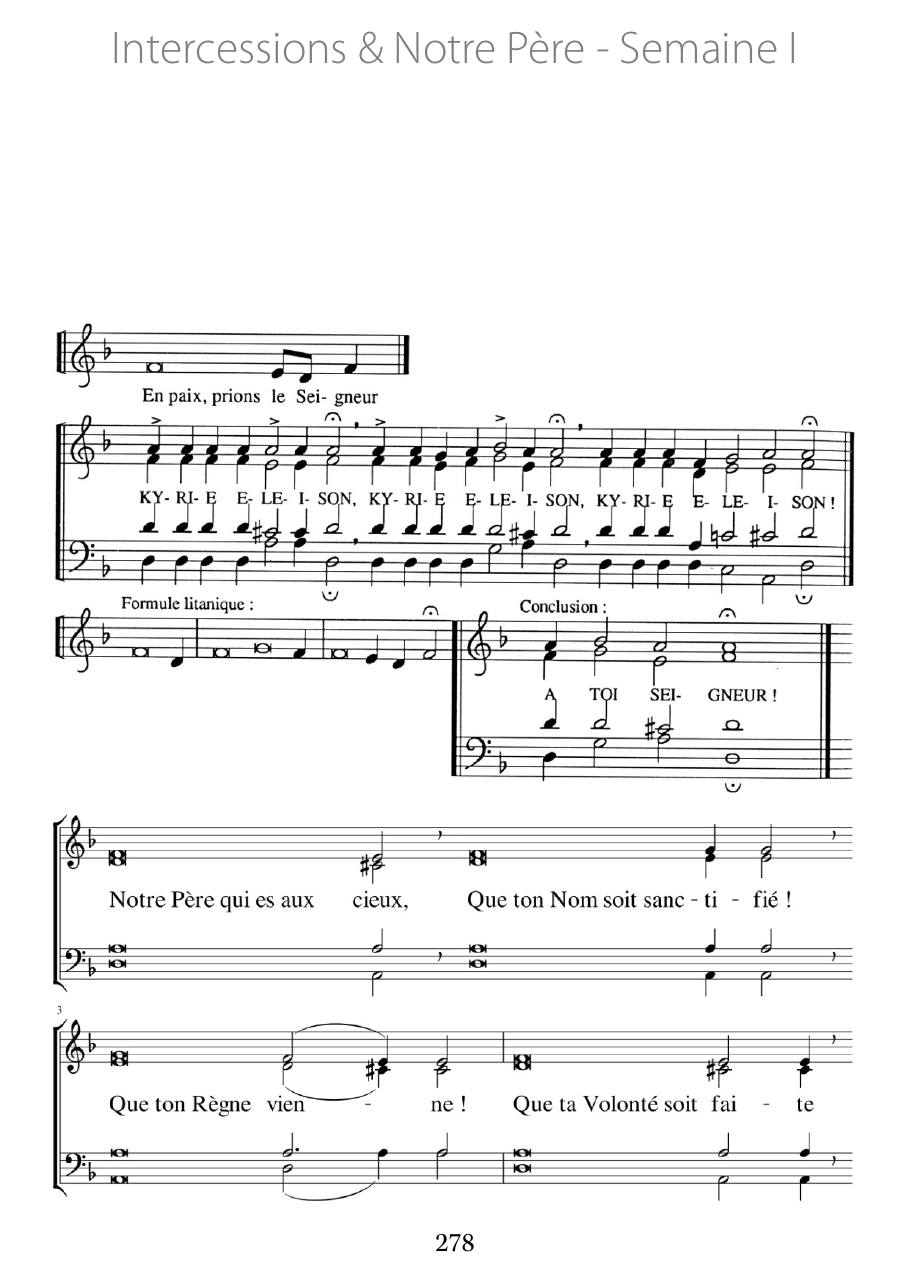 Intercessions & Notre Père - Semaine I
En paix, prions le Sei- gneur
KY- RI- E E- LE- I- SON, KY- RI- E E- LE- I- SON, KY- RI- E E- LE- I- SON !
Formule litanique :
Conclusion :
A TOI SEI- GNEUR !
Notre Père qui es aux cieux, Que ton Nom soit sanc - ti - fié !
3
Que ton Règne vien - ne ! Que ta Volonté soit fai - te
278